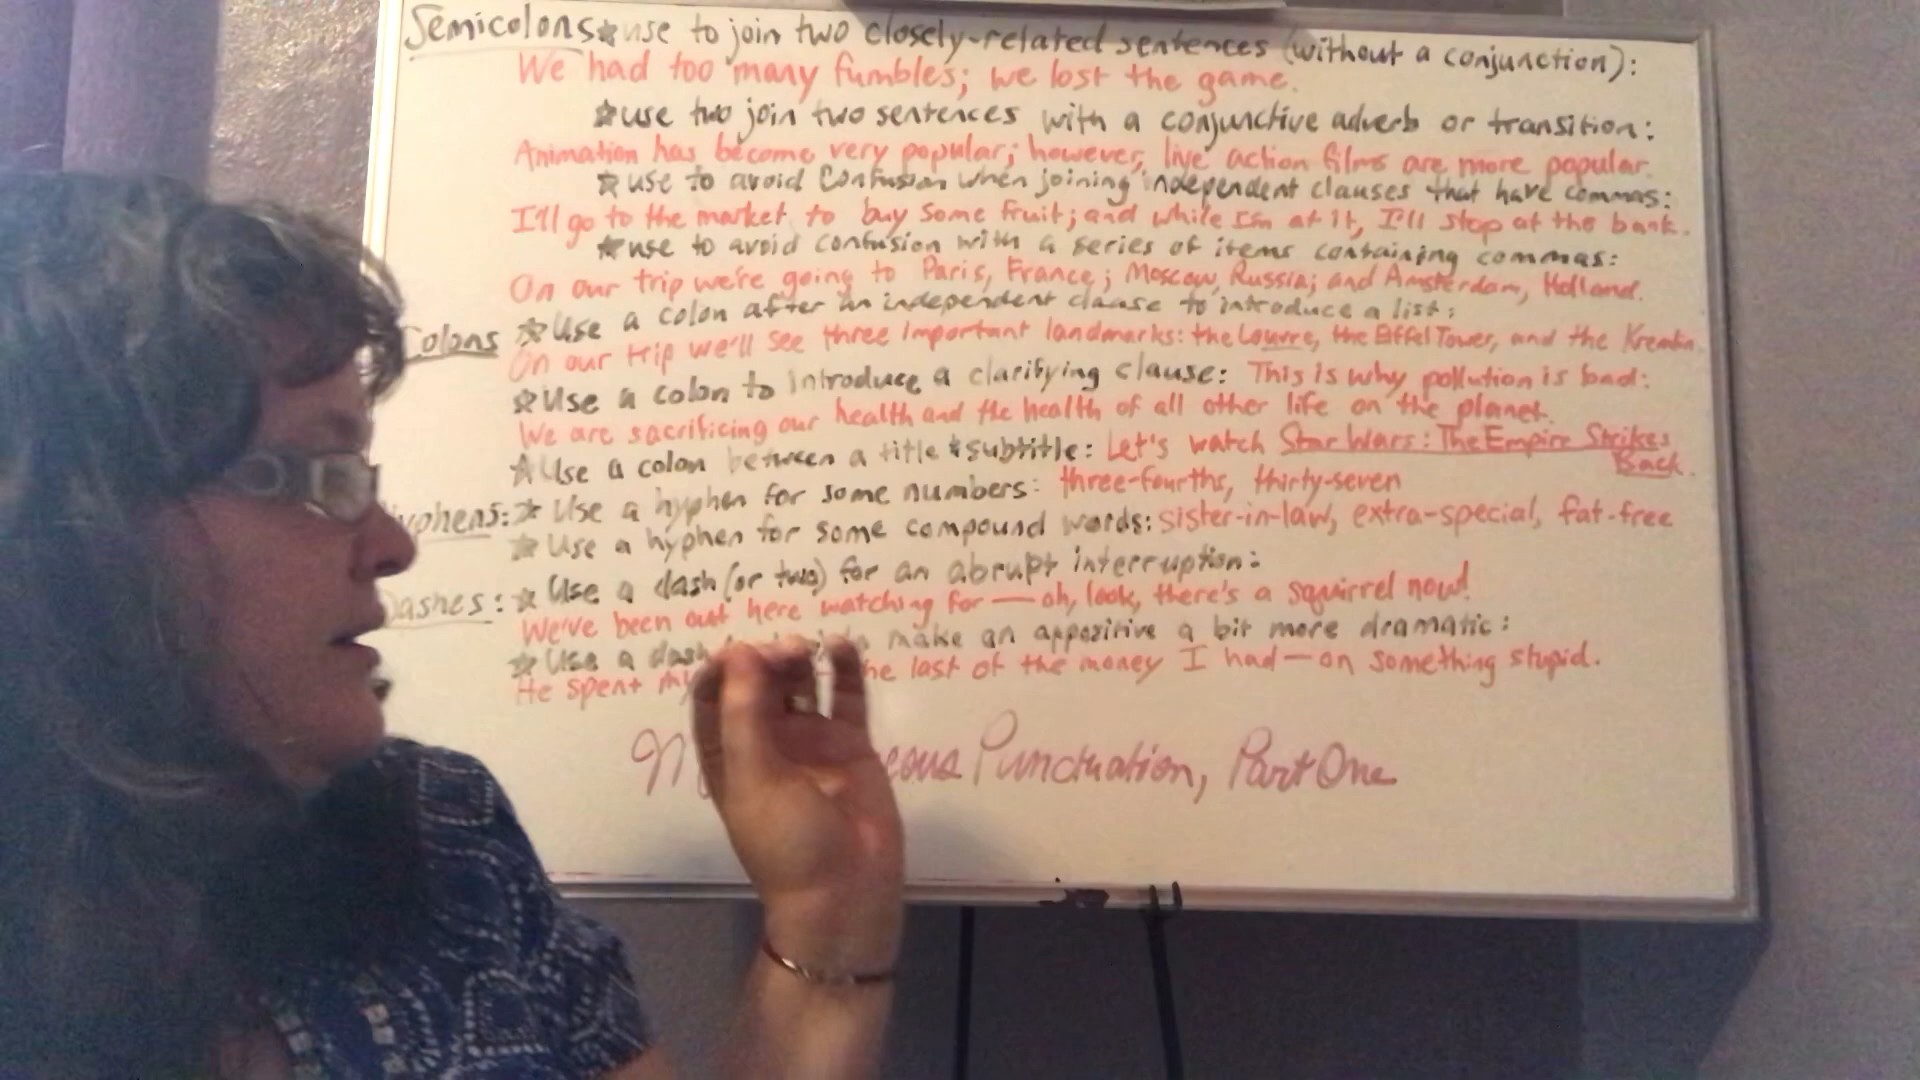 Semicolons ☆use to join two closely-related sentences (without a conjunction):
We had too many fumbles; we lost the game.
☆use two join two sentences with a conjunctive adverb or transition:
Animation has become very popular; however, live action films are more popular.
☆use to avoid confusion when joining independent clauses that have commas:
I'll go to the market to buy some fruit; and while I'm at it, I'll stop at the bank.
☆use to avoid confusion with a series of items containing commas:
On our trip we're going to Paris, France; Moscow, Russia; and Amsterdam, Holland.
Colons ☆Use a colon after an independent clause to introduce a list:
On our trip we'll see three important landmarks: the Louvre, the Eiffel Tower, and the Kremlin.
☆Use a colon to introduce a clarifying clause: This is why pollution is bad:
We are sacrificing our health and the health of all other life on the planet.
☆Use a colon between a title & subtitle: Let's watch Star Wars: The Empire Strikes
Back.
Hyphens: ☆ Use a hyphen for some numbers: three-fourths, thirty-seven
☆ Use a hyphen for some compound words: sister-in-law, extra-special, fat-free
Dashes: ☆ Use a dash (or two) for an abrupt interruption:
We've been out here watching for — oh, look, there's a squirrel now!
☆ Use a dash make an appositive a bit more dramatic:
He spent my the last of the money I had — on something stupid.
Punctuation, Part One